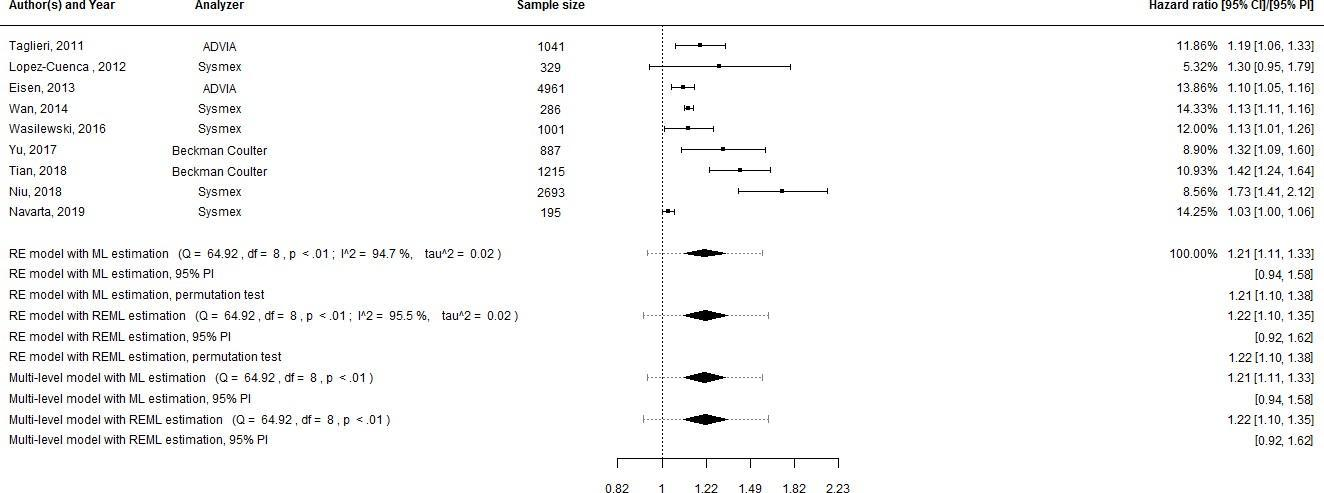 Author(s) and Year Analyzer Sample size Hazard ratio [95% CI]/[95% PI]
Taglieri, 2011 ADVIA 1041 11.86% 1.19 [1.06, 1.33]
Lopez-Cuenca , 2012 Sysmex 329 5.32% 1.30 [0.95, 1.79]
Eisen, 2013 ADVIA 4961 13.86% 1.10 [1.05, 1.16]
Wan, 2014 Sysmex 286 14.33% 1.13 [1.11, 1.16]
Wasilewski, 2016 Sysmex 1001 12.00% 1.13 [1.01, 1.26]
Yu, 2017 Beckman Coulter 887 8.90% 1.32 [1.09, 1.60]
Tian, 2018 Beckman Coulter 1215 10.93% 1.42 [1.24, 1.64]
Niu, 2018 Sysmex 2693 8.56% 1.73 [1.41, 2.12]
Navarta, 2019 Sysmex 195 14.25% 1.03 [1.00, 1.06]
RE model with ML estimation (Q = 64.92 , df = 8 , p < .01 ; I^2 = 94.7 %, tau^2 = 0.02 ) 100.00% 1.21 [1.11, 1.33]
RE model with ML estimation, 95% PI [0.94, 1.58]
RE model with ML estimation, permutation test 1.21 [1.10, 1.38]
RE model with REML estimation (Q = 64.92 , df = 8 , p < .01 ; I^2 = 95.5 %, tau^2 = 0.02 ) 1.22 [1.10, 1.35]
RE model with REML estimation, 95% PI [0.92, 1.62]
RE model with REML estimation, permutation test 1.22 [1.10, 1.38]
Multi-level model with ML estimation (Q = 64.92 , df = 8 , p < .01 ) 1.21 [1.11, 1.33]
Multi-level model with ML estimation, 95% PI [0.94, 1.58]
Multi-level model with REML estimation (Q = 64.92 , df = 8 , p < .01 ) 1.22 [1.10, 1.35]
Multi-level model with REML estimation, 95% PI [0.92, 1.62]
0.82 1 1.22 1.49 1.82 2.23